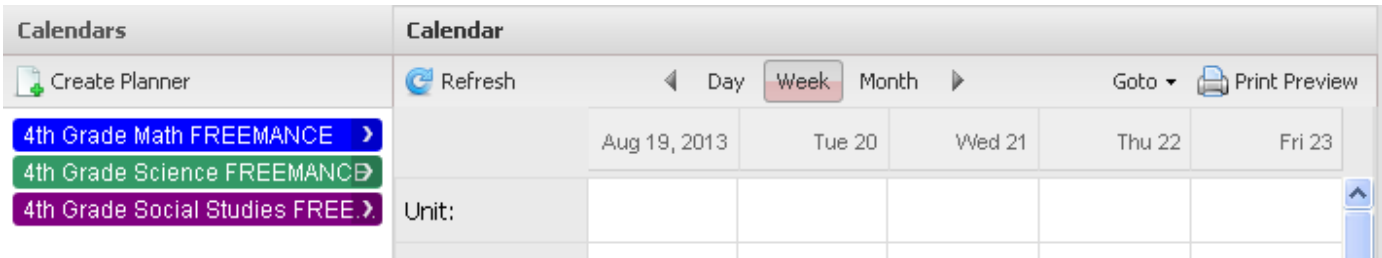 Calendars
Calendar
Create Planner
Refresh Day Week Month Goto Print Preview
4th Grade Math FREEMANCE
4th Grade Science FREEMANCE
4th Grade Social Studies FREE...
Aug 19, 2013 Tue 20 Wed 21 Thu 22 Fri 23
Unit: